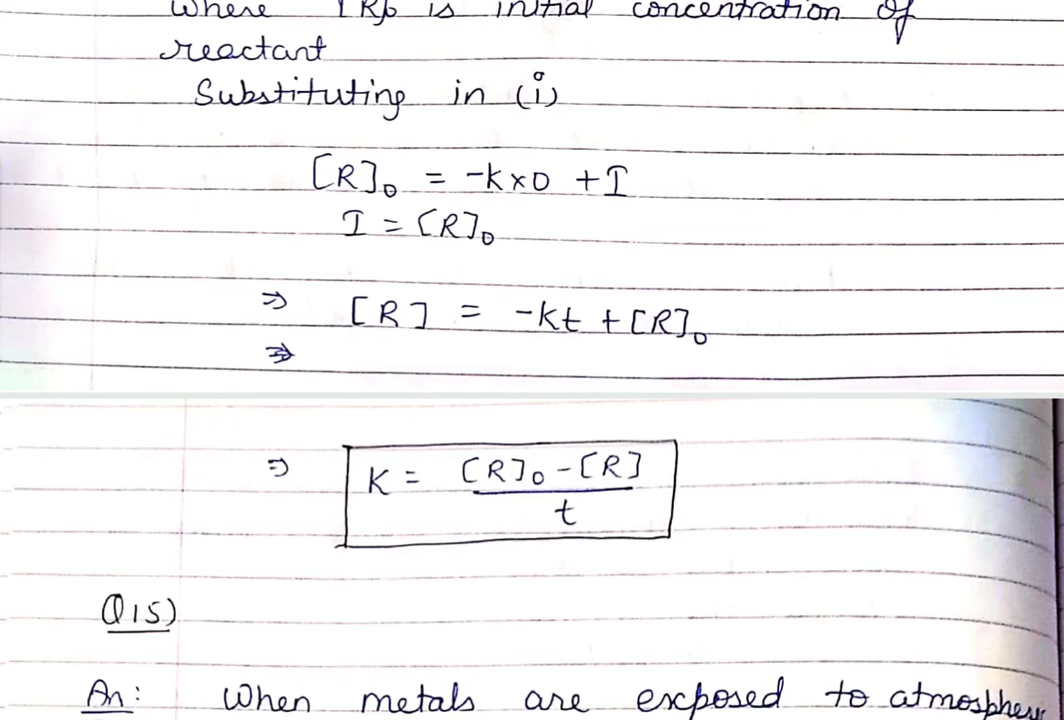 Where [R]₀ is initial concentration of
reactant
Substituting in (i)
[R]₀ = -k×0 + I
I = [R]₀
⇒ [R] = -kt + [R]₀
⇒
⇒ K = [R]₀ - [R] / t
Q15)
An: When metals are exposed to atmosphere